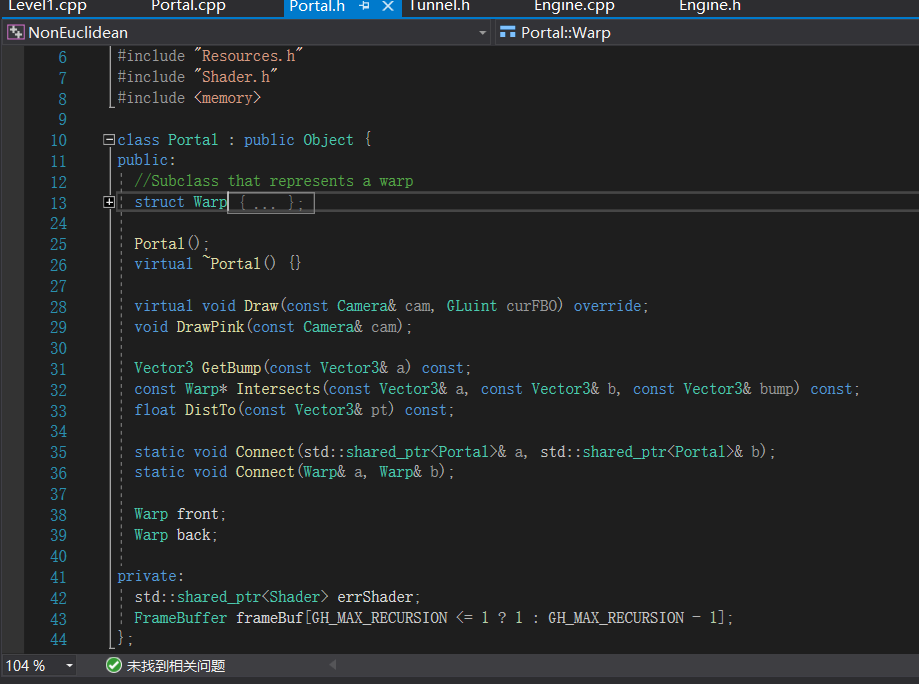 Level1.cpp Portal.cpp Portal.h Tunnel.h Engine.cpp Engine.h
NonEuclidean Portal::Warp
6 #include "Resources.h"
7 #include "Shader.h"
8 #include <memory>
9
10 class Portal : public Object {
11 public:
12 //Subclass that represents a warp
13 struct Warp { ... };
24
25 Portal();
26 virtual ~Portal() {}
27
28 virtual void Draw(const Camera& cam, GLuint curFBO) override;
29 void DrawPink(const Camera& cam);
30
31 Vector3 GetBump(const Vector3& a) const;
32 const Warp* Intersects(const Vector3& a, const Vector3& b, const Vector3& bump) const;
33 float DistTo(const Vector3& pt) const;
34
35 static void Connect(std::shared_ptr<Portal>& a, std::shared_ptr<Portal>& b);
36 static void Connect(Warp& a, Warp& b);
37
38 Warp front;
39 Warp back;
40
41 private:
42 std::shared_ptr<Shader> errShader;
43 FrameBuffer frameBuf[GH_MAX_RECURSION <= 1 ? 1 : GH_MAX_RECURSION - 1];
44 };
104 % 未找到相关问题